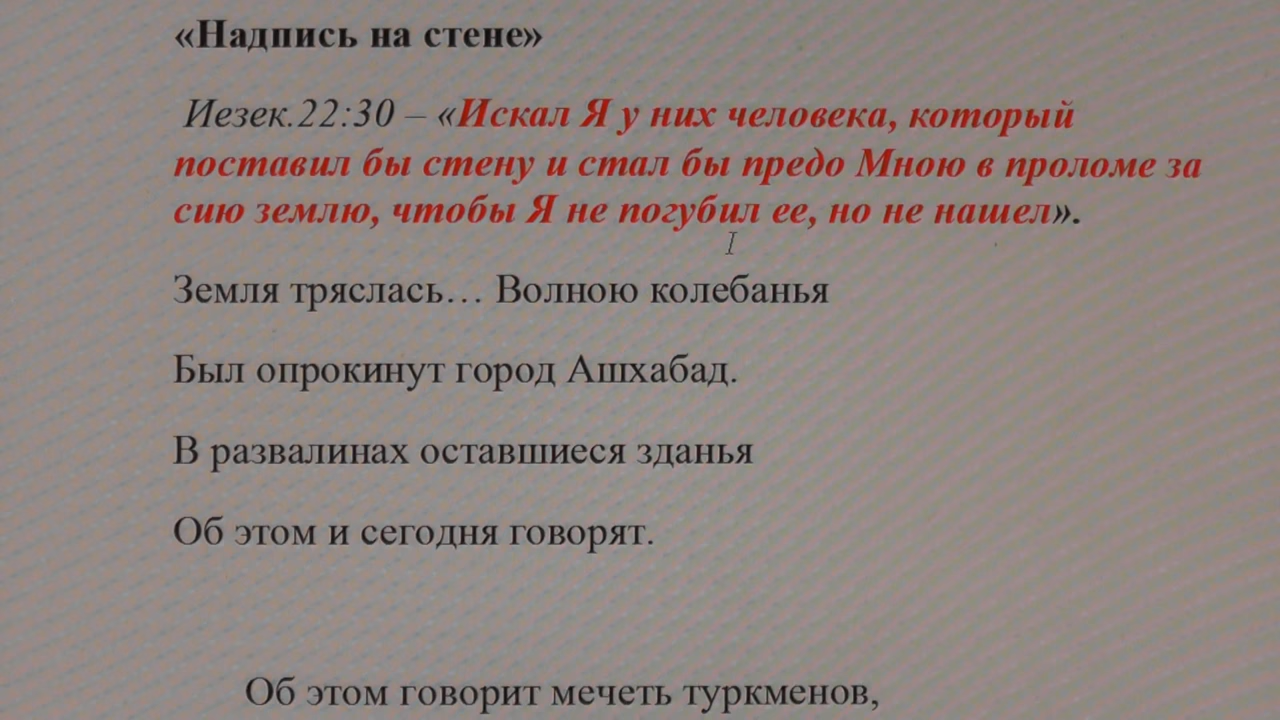 «Надпись на стене»
Иезек.22:30 – «Искал Я у них человека, который
поставил бы стену и стал бы предо Мною в проломе за
сию землю, чтобы Я не погубил ее, но не нашел».
Земля тряслась… Волною колебанья
Был опрокинут город Ашхабад.
В развалинах оставшиеся зданья
Об этом и сегодня говорят.
Об этом говорит мечеть туркменов,